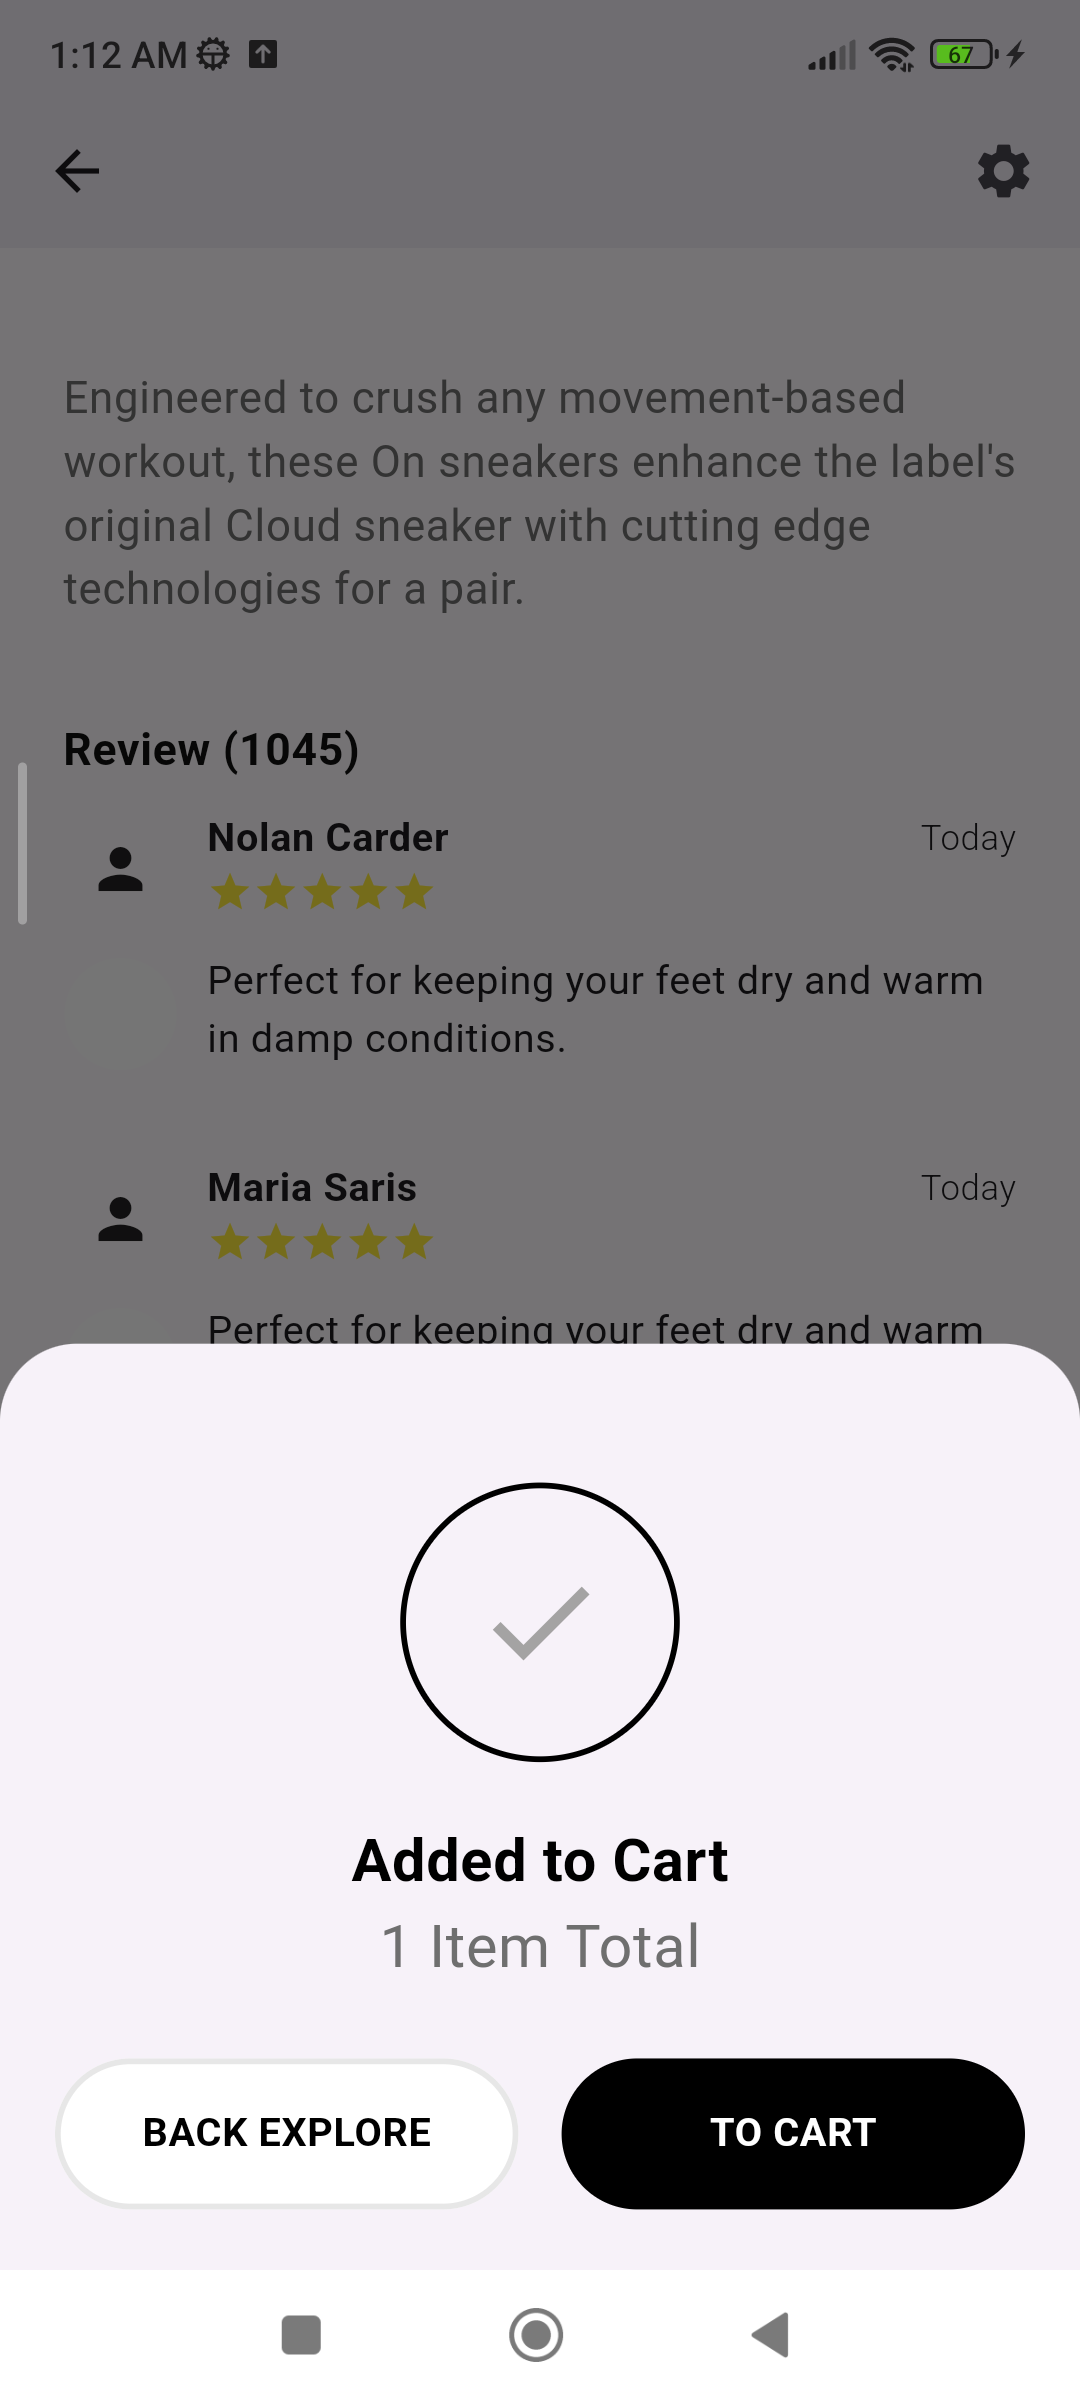 1:12 AM
67
Engineered to crush any movement-based
workout, these On sneakers enhance the label's
original Cloud sneaker with cutting edge
technologies for a pair.
Review (1045)
Nolan Carder
Today
Perfect for keeping your feet dry and warm
in damp conditions.
Maria Saris
Today
Perfect for keeping your feet dry and warm
Added to Cart
1 Item Total
BACK EXPLORE
TO CART